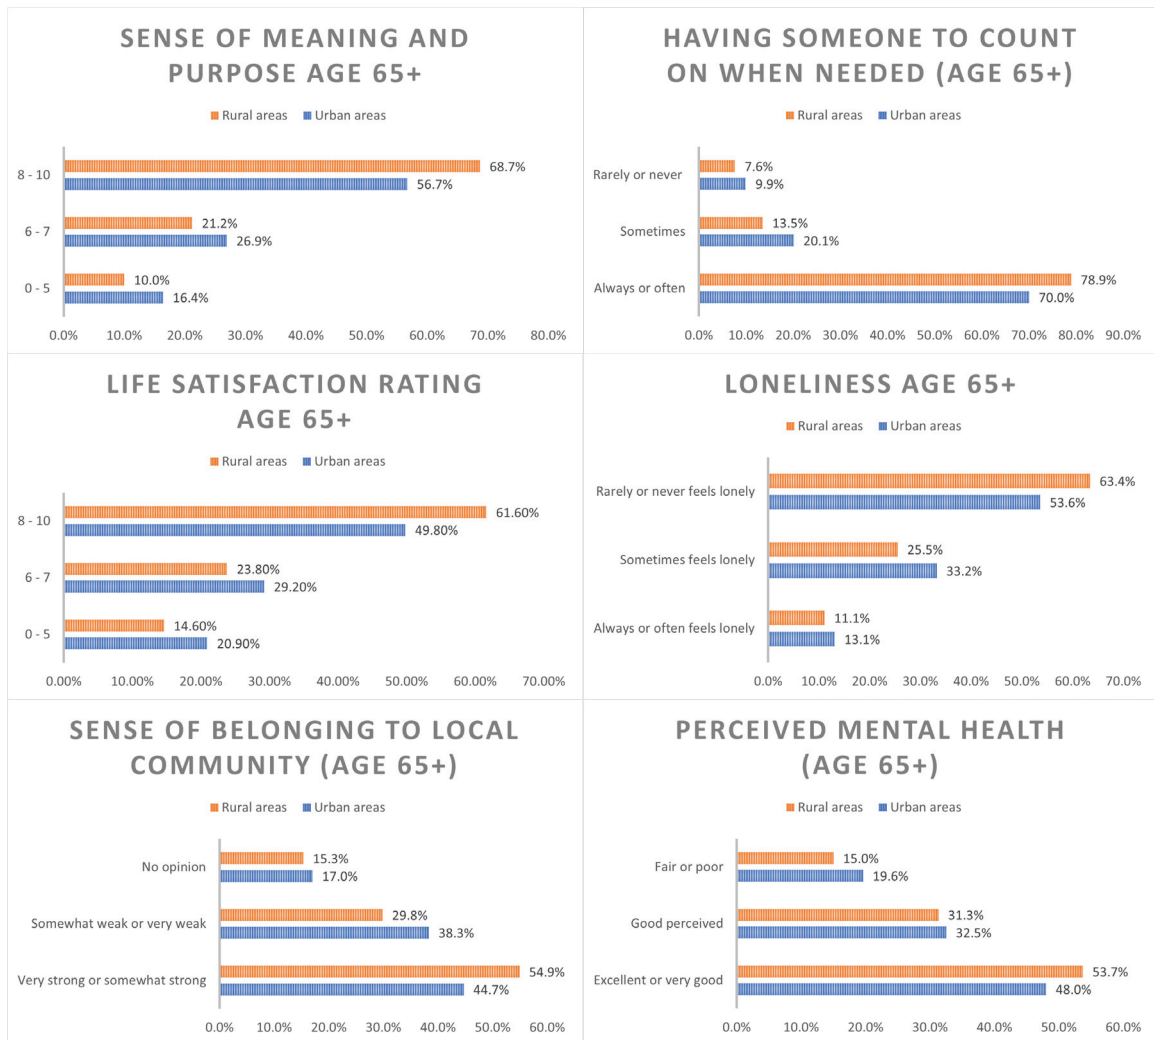 SENSE OF MEANING AND
PURPOSE AGE 65+
Rural areas Urban areas
8 - 10 68.7%
56.7%
6 - 7 21.2%
26.9%
0 - 5 10.0%
16.4%
0.0% 10.0% 20.0% 30.0% 40.0% 50.0% 60.0% 70.0% 80.0%
HAVING SOMEONE TO COUNT
ON WHEN NEEDED (AGE 65+)
Rural areas Urban areas
Rarely or never 7.6%
9.9%
Sometimes 13.5%
20.1%
Always or often 78.9%
70.0%
0.0% 10.0% 20.0% 30.0% 40.0% 50.0% 60.0% 70.0% 80.0% 90.0%
LIFE SATISFACTION RATING
AGE 65+
Rural areas Urban areas
8 - 10 61.60%
49.80%
6 - 7 23.80%
29.20%
0 - 5 14.60%
20.90%
0.00% 10.00% 20.00% 30.00% 40.00% 50.00% 60.00% 70.00%
LONELINESS AGE 65+
Rural areas Urban areas
Rarely or never feels lonely 63.4%
53.6%
Sometimes feels lonely 25.5%
33.2%
Always or often feels lonely 11.1%
13.1%
0.0% 10.0% 20.0% 30.0% 40.0% 50.0% 60.0% 70.0%
SENSE OF BELONGING TO LOCAL
COMMUNITY (AGE 65+)
Rural areas Urban areas
No opinion 15.3%
17.0%
Somewhat weak or very weak 29.8%
38.3%
Very strong or somewhat strong 54.9%
44.7%
0.0% 10.0% 20.0% 30.0% 40.0% 50.0% 60.0%
PERCEIVED MENTAL HEALTH
(AGE 65+)
Rural areas Urban areas
Fair or poor 15.0%
19.6%
Good perceived 31.3%
32.5%
Excellent or very good 53.7%
48.0%
0.0% 10.0% 20.0% 30.0% 40.0% 50.0% 60.0%